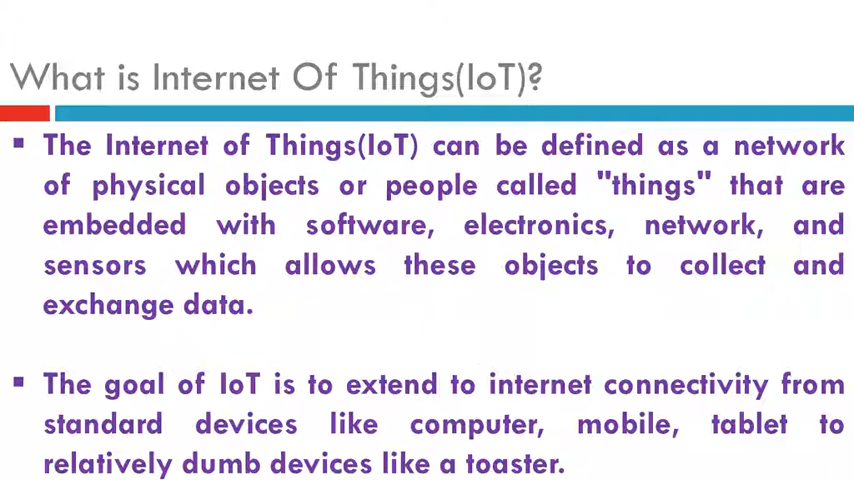 What is Internet Of Things(IoT)?
▪ The Internet of Things(IoT) can be defined as a network
of physical objects or people called "things" that are
embedded with software, electronics, network, and
sensors which allows these objects to collect and
exchange data.
▪ The goal of IoT is to extend to internet connectivity from
standard devices like computer, mobile, tablet to
relatively dumb devices like a toaster.